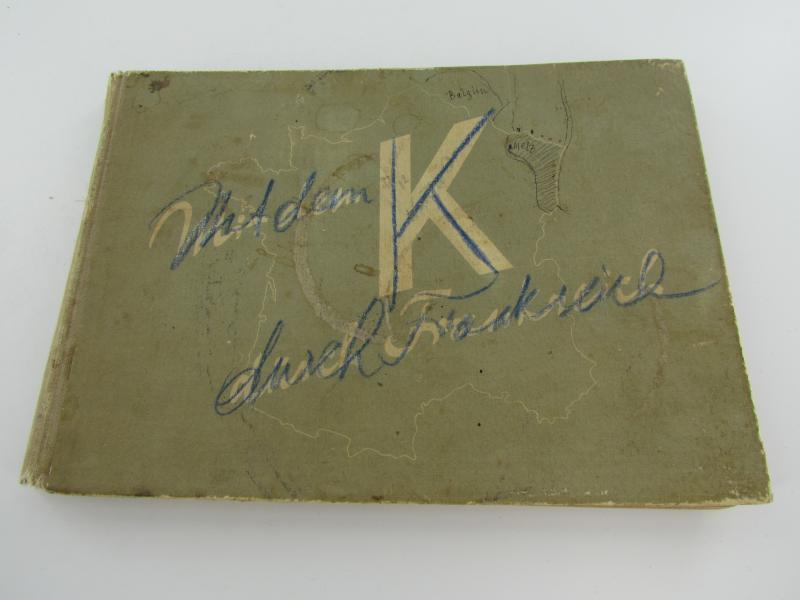 Belgien
Metz
Mit dem K
durch Frankreich